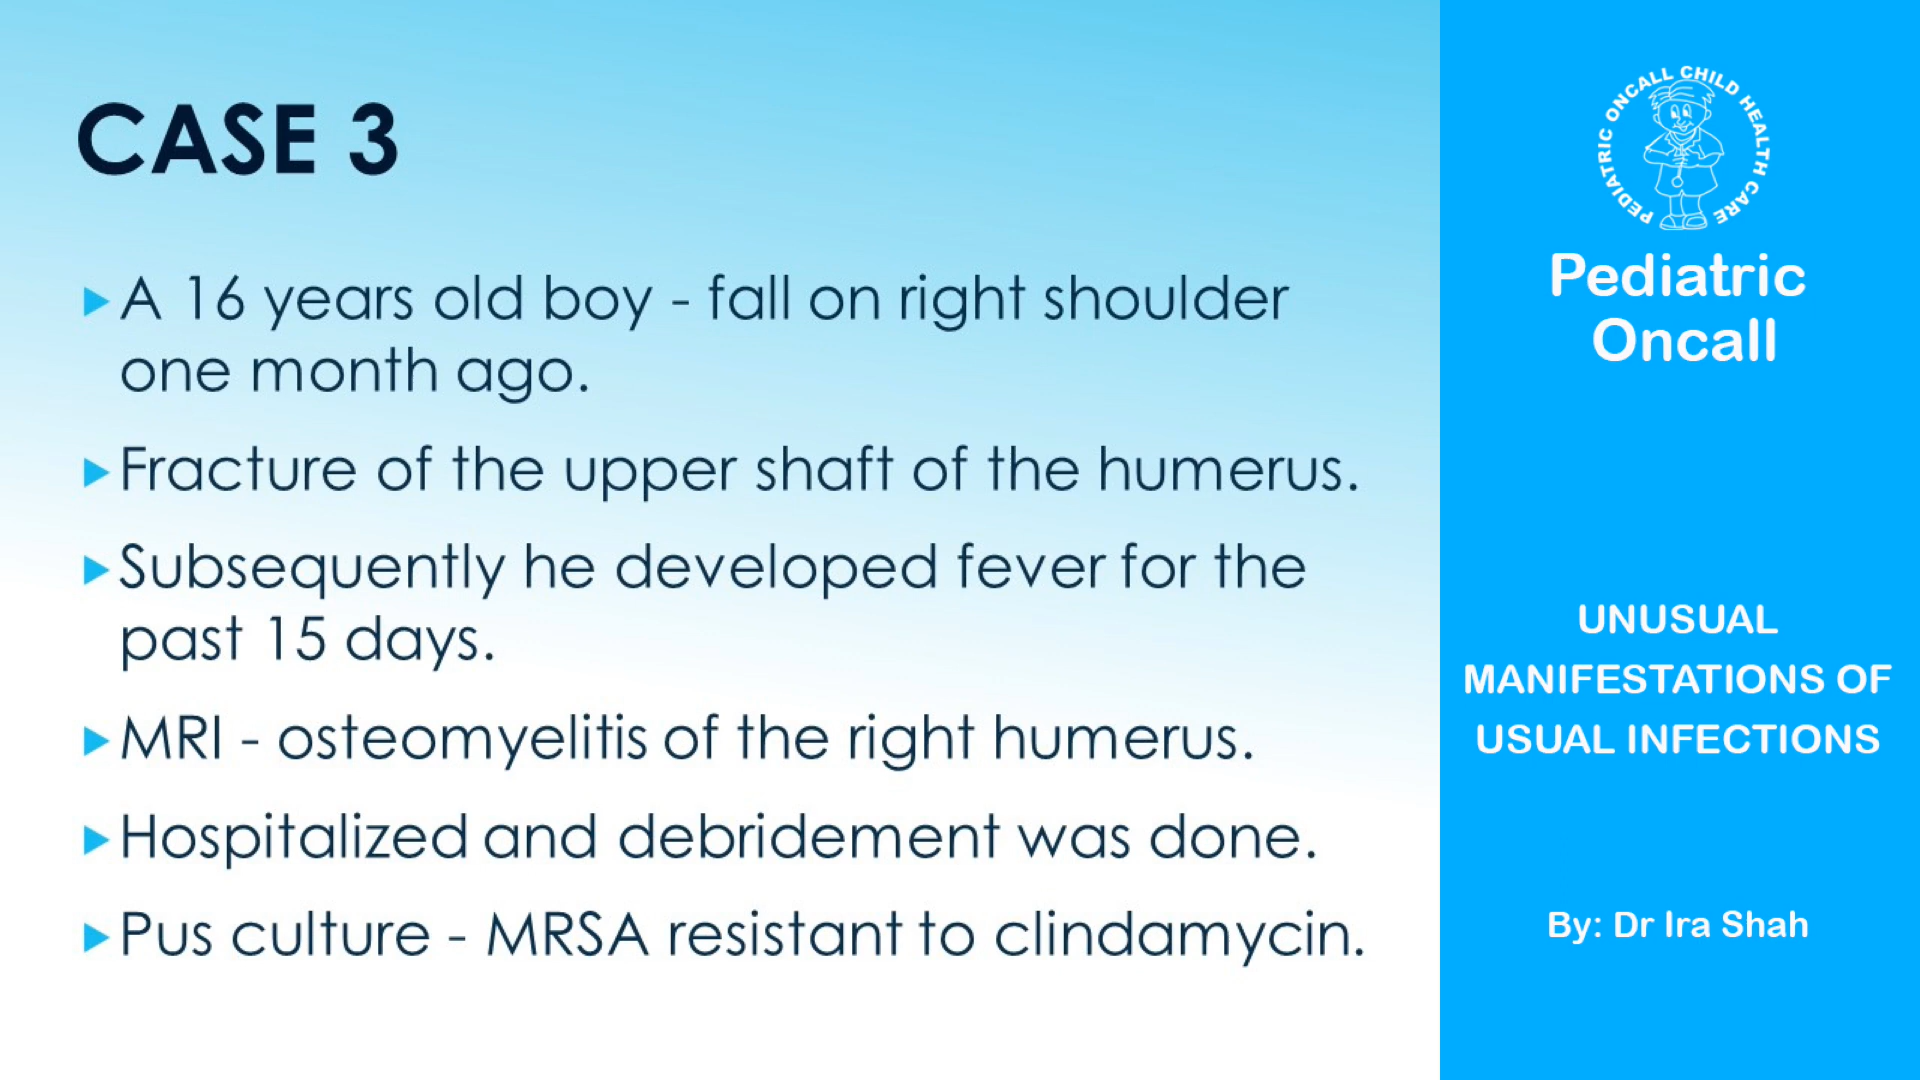 CASE 3
A 16 years old boy - fall on right shoulder
one month ago.
Fracture of the upper shaft of the humerus.
Subsequently he developed fever for the
past 15 days.
MRI - osteomyelitis of the right humerus.
Hospitalized and debridement was done.
Pus culture - MRSA resistant to clindamycin.
PEDIATRIC ONCALL CHILD HEALTH CARE
Pediatric
Oncall
UNUSUAL
MANIFESTATIONS OF
USUAL INFECTIONS
By: Dr Ira Shah